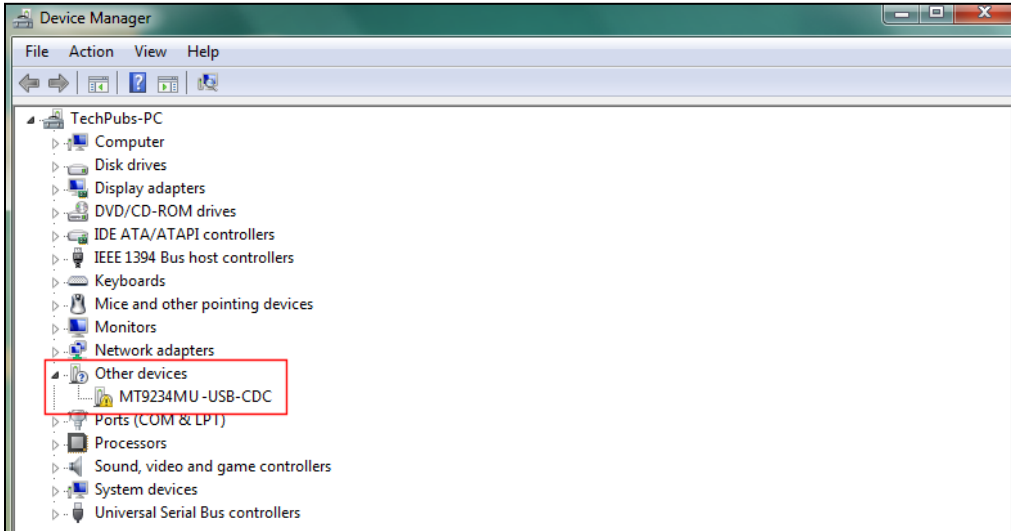 Device Manager
File Action View Help
TechPubs-PC
Computer
Disk drives
Display adapters
DVD/CD-ROM drives
IDE ATA/ATAPI controllers
IEEE 1394 Bus host controllers
Keyboards
Mice and other pointing devices
Monitors
Network adapters
Other devices
MT9234MU -USB-CDC
Ports (COM & LPT)
Processors
Sound, video and game controllers
System devices
Universal Serial Bus controllers